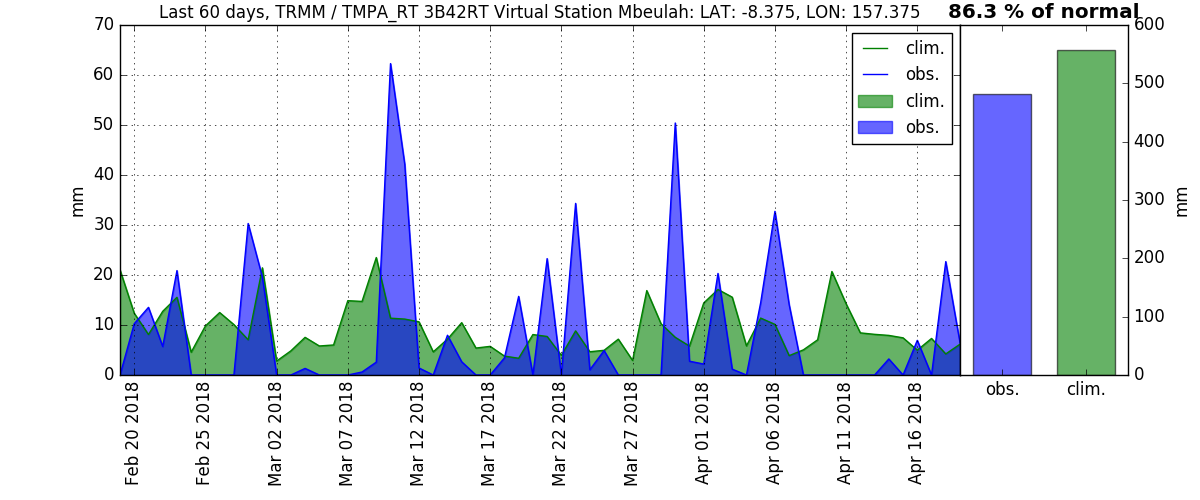 Last 60 days, TRMM / TMPA_RT 3B42RT Virtual Station Mbeulah: LAT: -8.375, LON: 157.375
86.3 % of normal
70
60
50
40
30
20
10
0
mm
clim.
obs.
clim.
obs.
600
500
400
300
200
100
0
mm
obs.
clim.
Feb 20 2018
Feb 25 2018
Mar 02 2018
Mar 07 2018
Mar 12 2018
Mar 17 2018
Mar 22 2018
Mar 27 2018
Apr 01 2018
Apr 06 2018
Apr 11 2018
Apr 16 2018